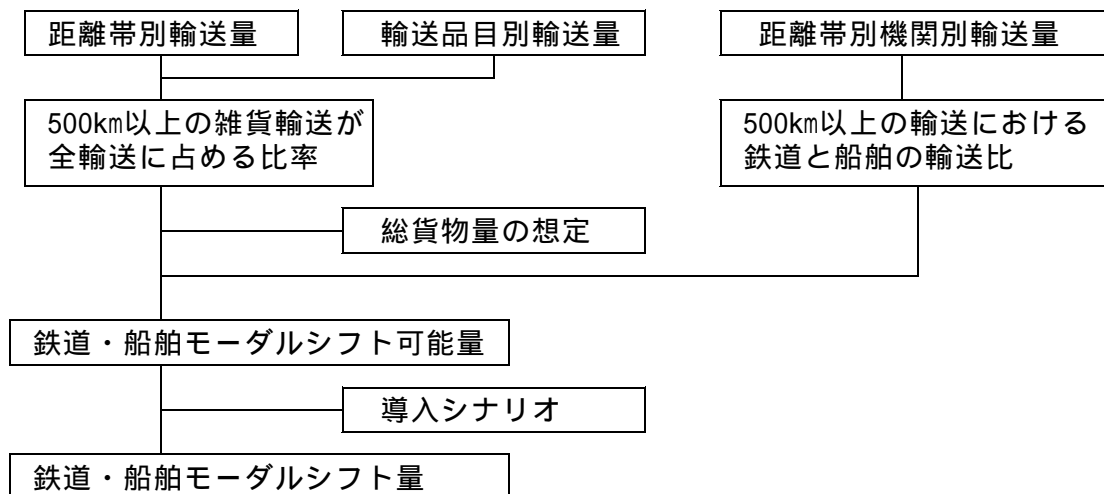 距離帯別輸送量
輸送品目別輸送量
距離帯別機関別輸送量
500㎞以上の雑貨輸送が
全輸送に占める比率
500㎞以上の輸送における
鉄道と船舶の輸送比
総貨物量の想定
鉄道・船舶モーダルシフト可能量
導入シナリオ
鉄道・船舶モーダルシフト量